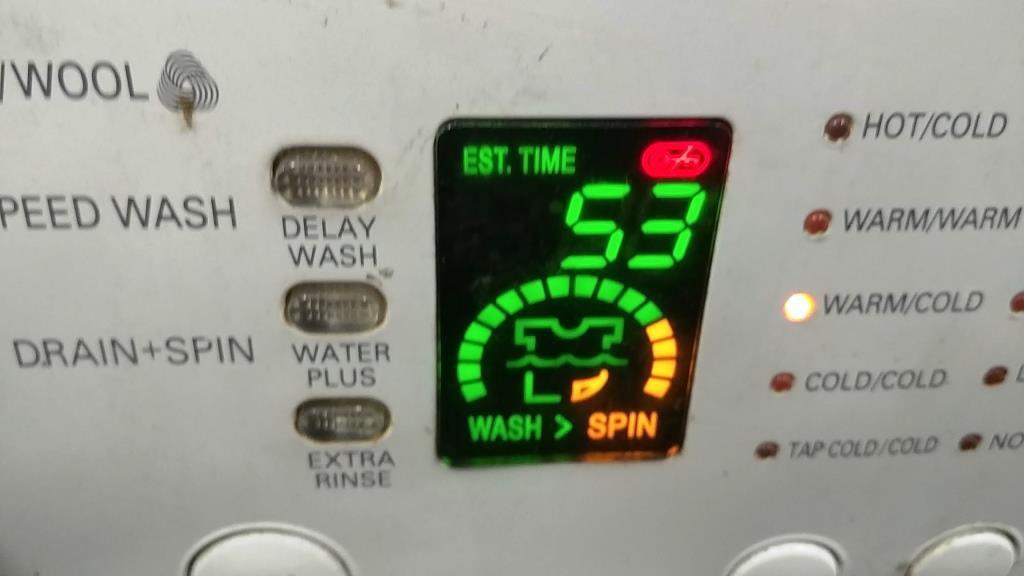 /WOOL
PEED WASH
DRAIN+SPIN
DELAY
WASH
WATER
PLUS
EXTRA
RINSE
EST. TIME
53
WASH > SPIN
HOT/COLD
WARM/WARM
WARM/COLD
COLD/COLD
L
TAP COLD/COLD
NO